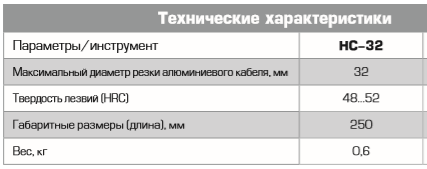 Технические характеристики
Параметры/инструмент НС-32
Максимальный диаметр резки алюминиевого кабеля, мм 32
Твердость лезвий (HRC) 48...52
Габаритные размеры (длина), мм 250
Вес, кг 0,6